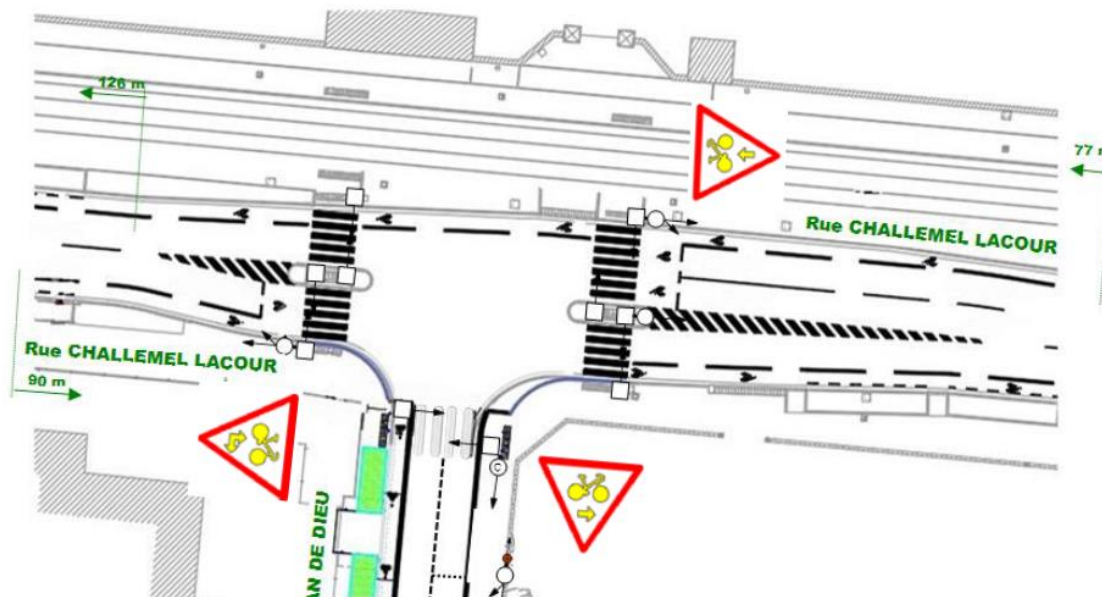 126 m
77 m
Rue CHALLEMEL LACOUR
Rue CHALLEMEL LACOUR
90 m
C
AN DE DIEU